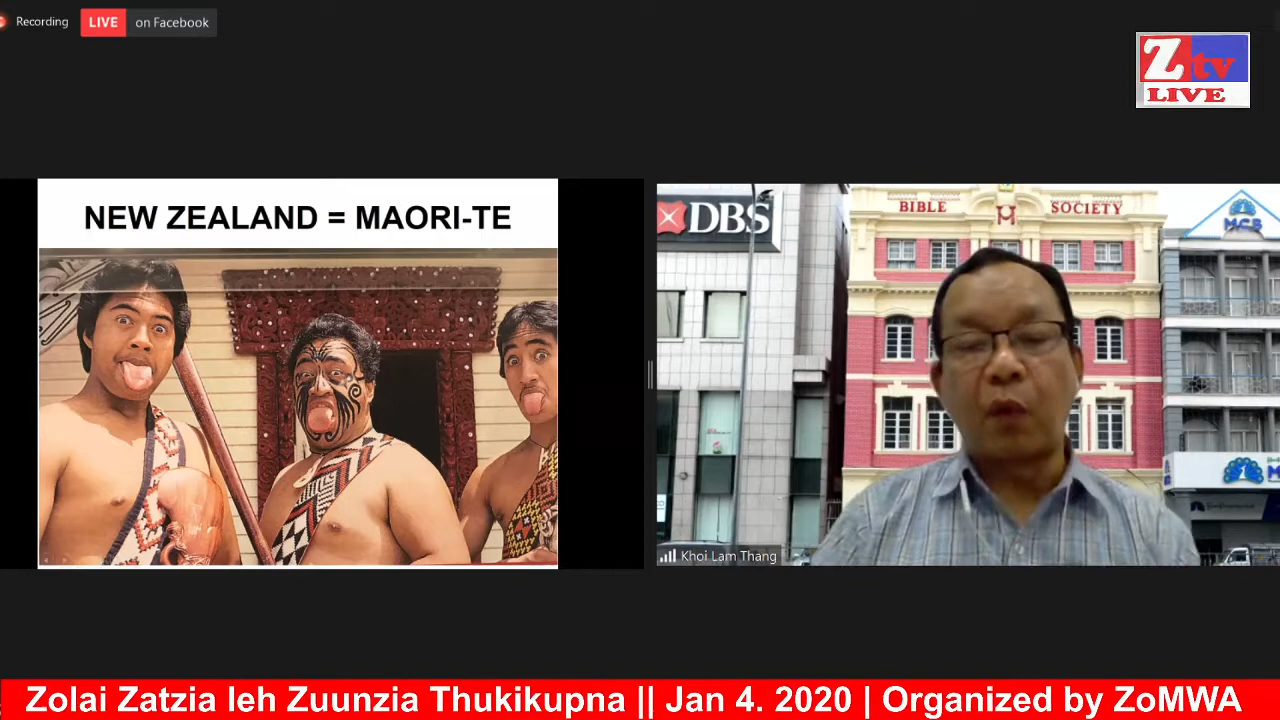 Recording
LIVE
on Facebook
Z tv
LIVE
NEW ZEALAND = MAORI-TE
DBS
BIBLE SOCIETY
MCB
Khoi Lam Thang
Zolai Zatzia leh Zuunzia Thukikupna || Jan 4. 2020 | Organized by ZoMWA